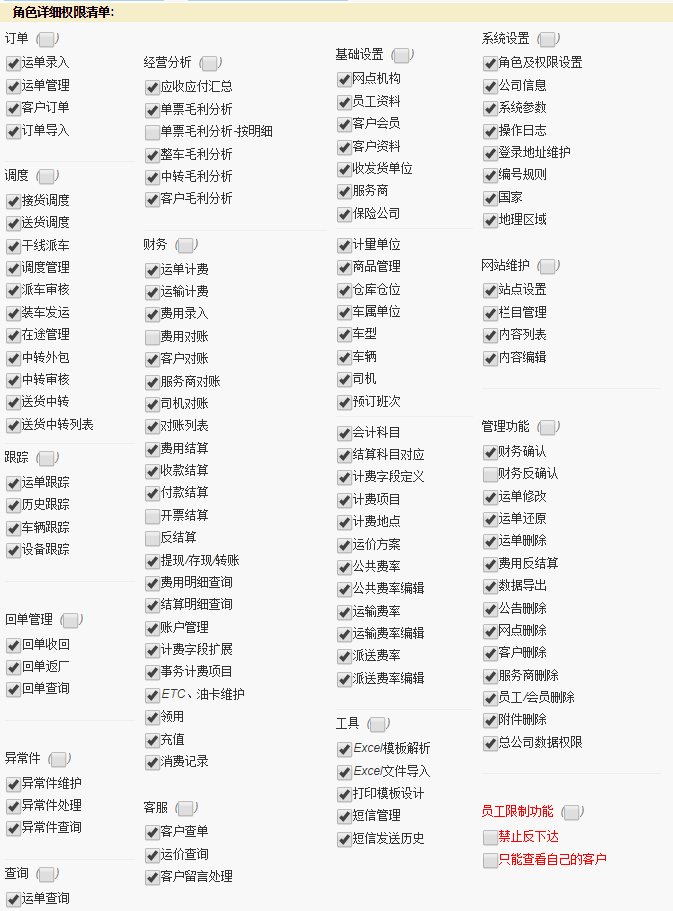 角色详细权限清单:
订单 ( )
运单录入
运单管理
客户订单
订单导入
调度 ( )
接货调度
送货调度
干线派车
调度管理
派车审核
装车发运
在途管理
中转外包
中转审核
送货中转
送货中转列表
跟踪 ( )
运单跟踪
历史跟踪
车辆跟踪
设备跟踪
回单管理 ( )
回单收回
回单返厂
回单查询
异常件 ( )
异常件维护
异常件处理
异常件查询
查询 ( )
运单查询
经营分析 ( )
应收应付汇总
单票毛利分析
单票毛利分析-按明细
整车毛利分析
中转毛利分析
客户毛利分析
财务 ( )
运单计费
运输计费
费用录入
费用对账
客户对账
服务商对账
司机对账
对账列表
费用结算
收款结算
付款结算
开票结算
反结算
提现/存现/转账
费用明细查询
结算明细查询
账户管理
计费字段扩展
事务计费项目
ETC、油卡维护
领用
充值
消费记录
客服 ( )
客户查单
运价查询
客户留言处理
基础设置 ( )
网点机构
员工资料
客户会员
客户资料
收发货单位
服务商
保险公司
计量单位
商品管理
仓库仓位
车属单位
车型
车辆
司机
预订班次
会计科目
结算科目对应
计费字段定义
计费项目
计费地点
运价方案
公共费率
公共费率编辑
运输费率
运输费率编辑
派送费率
派送费率编辑
工具 ( )
Excel模板解析
Excel文件导入
打印模板设计
短信管理
短信发送历史
系统设置 ( )
角色及权限设置
公司信息
系统参数
操作日志
登录地址维护
编号规则
国家
地理区域
网站维护 ( )
站点设置
栏目管理
内容列表
内容编辑
管理功能 ( )
财务确认
财务反确认
运单修改
运单还原
运单删除
费用反结算
数据导出
公告删除
网点删除
客户删除
服务商删除
员工/会员删除
附件删除
总公司数据权限
员工限制功能 ( )
禁止反下达
只能查看自己的客户